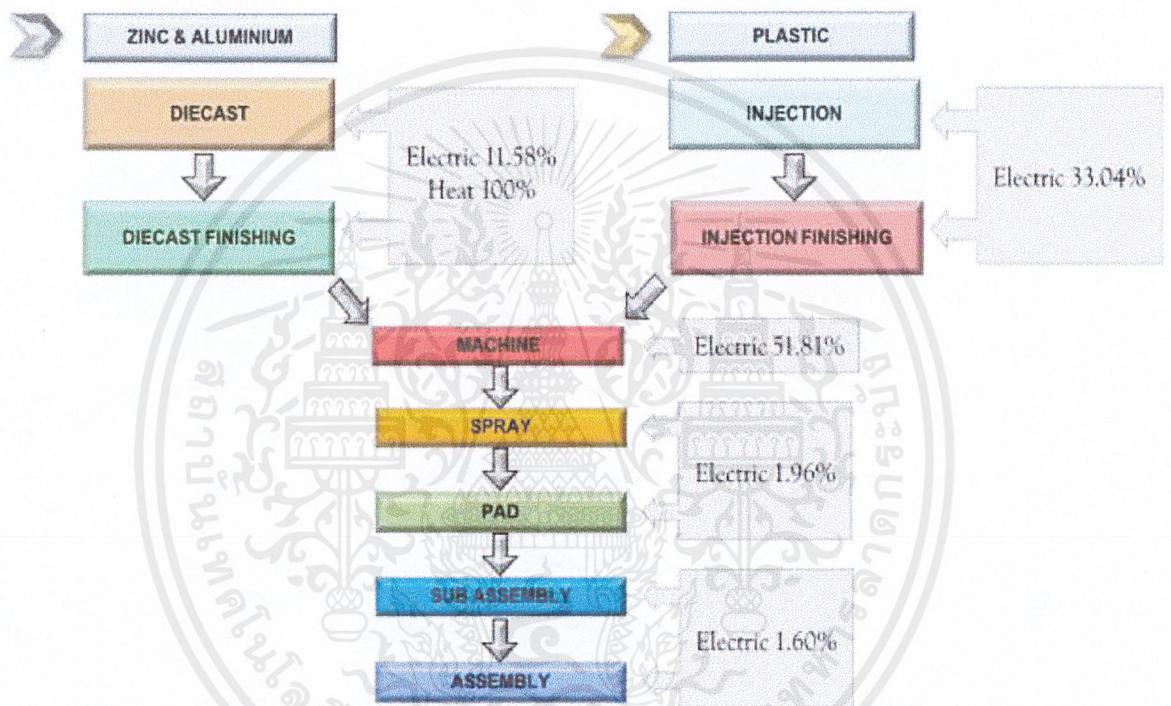 ZINC & ALUMINIUM
PLASTIC
DIECAST
INJECTION
Electric 11.58%
Heat 100%
Electric 33.04%
DIECAST FINISHING
INJECTION FINISHING
MACHINE
Electric 51.81%
SPRAY
Electric 1.96%
PAD
SUB ASSEMBLY
Electric 1.60%
ASSEMBLY